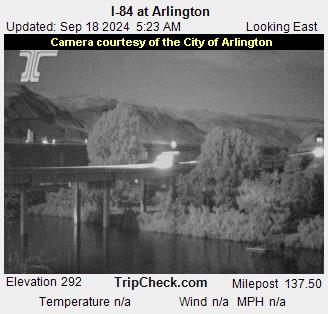 I-84 at Arlington
Updated: Sep 18 2024 5:23 AM Looking East
Camera courtesy of the City of Arlington
Elevation 292 TripCheck.com Milepost 137.50
Temperature n/a Wind n/a MPH n/a